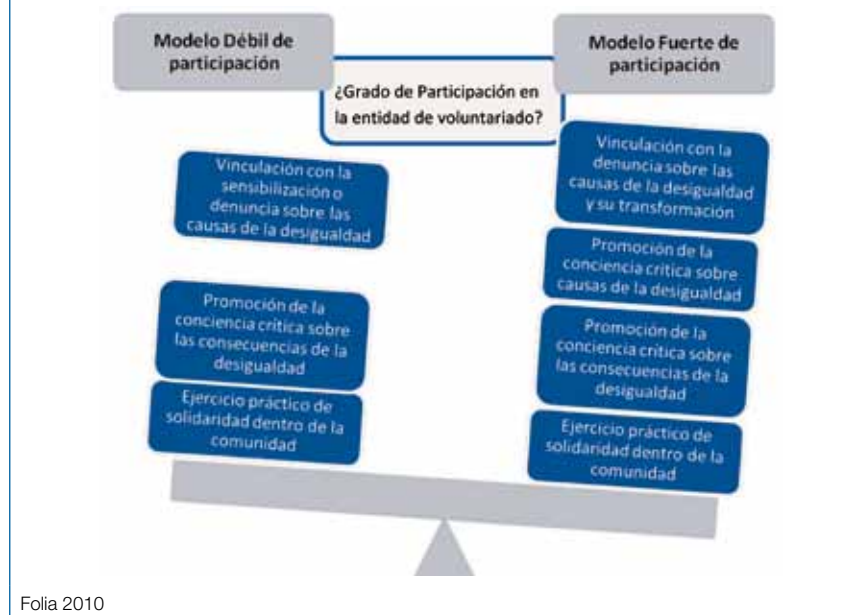 Modelo Débil de
participación
Modelo Fuerte de
participación
¿Grado de Participación en
la entidad de voluntariado?
Vinculación con la
sensibilización o
denuncia sobre las
causas de la desigualdad
Promoción de la
conciencia crítica sobre
las consecuencias de la
desigualdad
Ejercicio práctico de
solidaridad dentro de la
comunidad
Vinculación con la
denuncia sobre las
causas de la desigualdad
y su transformación
Promoción de la
conciencia crítica sobre
causas de la desigualdad
Promoción de la
conciencia crítica sobre
las consecuencias de la
desigualdad
Ejercicio práctico de
solidaridad dentro de la
comunidad
Folia 2010